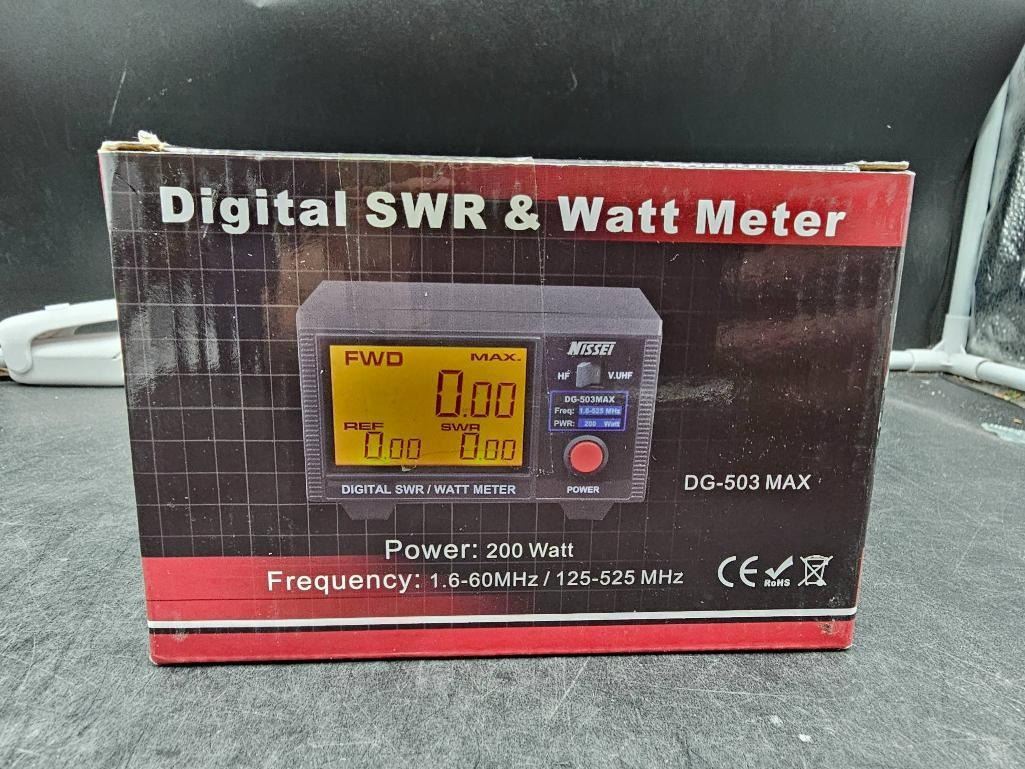 Digital SWR & Watt Meter
FWD MAX.
0.00
REF SWR
0.00 0.00
DIGITAL SWR / WATT METER
NISSEI
HF V.UHF
DG-503MAX
Freq: 1.6-525 MHz
PWR: 200 Watt
POWER
DG-503 MAX
Power: 200 Watt
Frequency: 1.6-60MHz / 125-525 MHz
CE RoHS